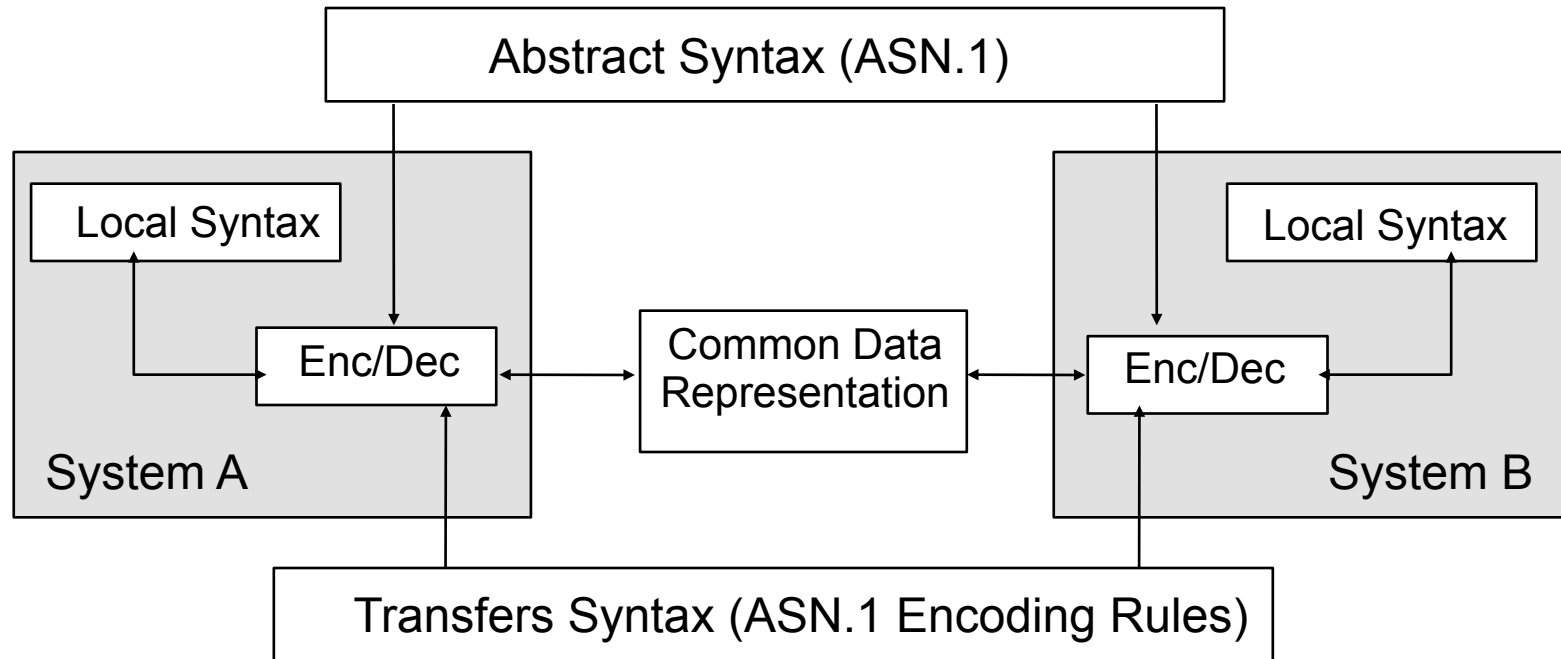 Abstract Syntax (ASN.1)
Local Syntax
Local Syntax
Enc/Dec
Common Data
Representation
Enc/Dec
System A
System B
Transfers Syntax (ASN.1 Encoding Rules)